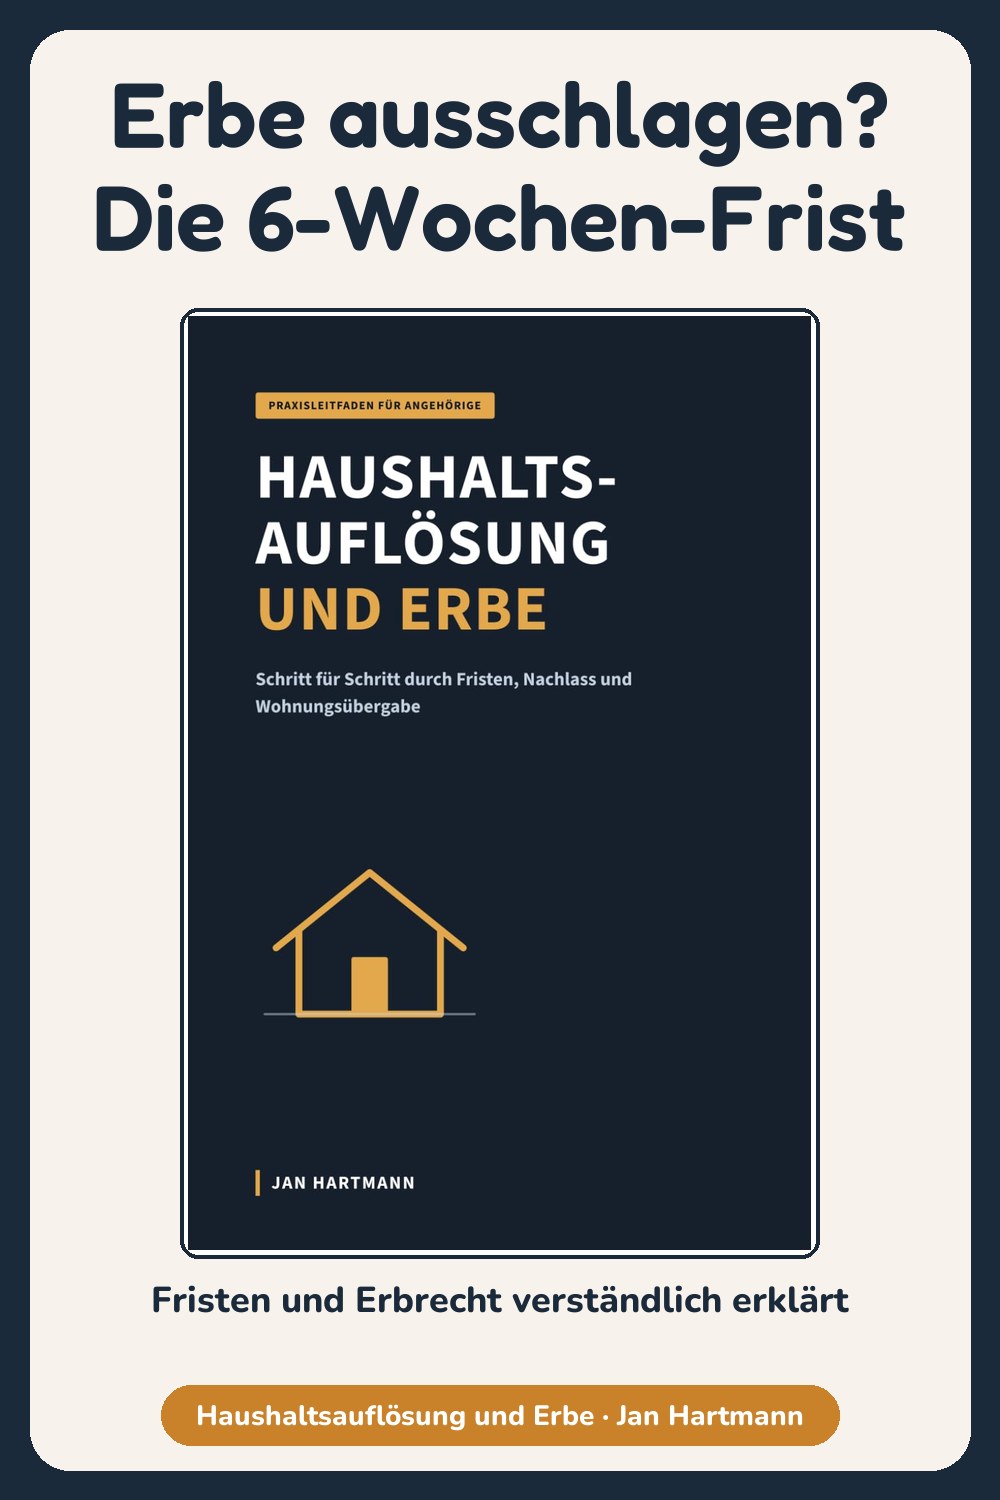 Erbe ausschlagen?
Die 6-Wochen-Frist
PRAXISLEITFADEN FÜR ANGEHÖRIGE
HAUSHALTS-
AUFLÖSUNG
UND ERBE
Schritt für Schritt durch Fristen, Nachlass und
Wohnungsübergabe
JAN HARTMANN
Fristen und Erbrecht verständlich erklärt
Haushaltsauflösung und Erbe · Jan Hartmann